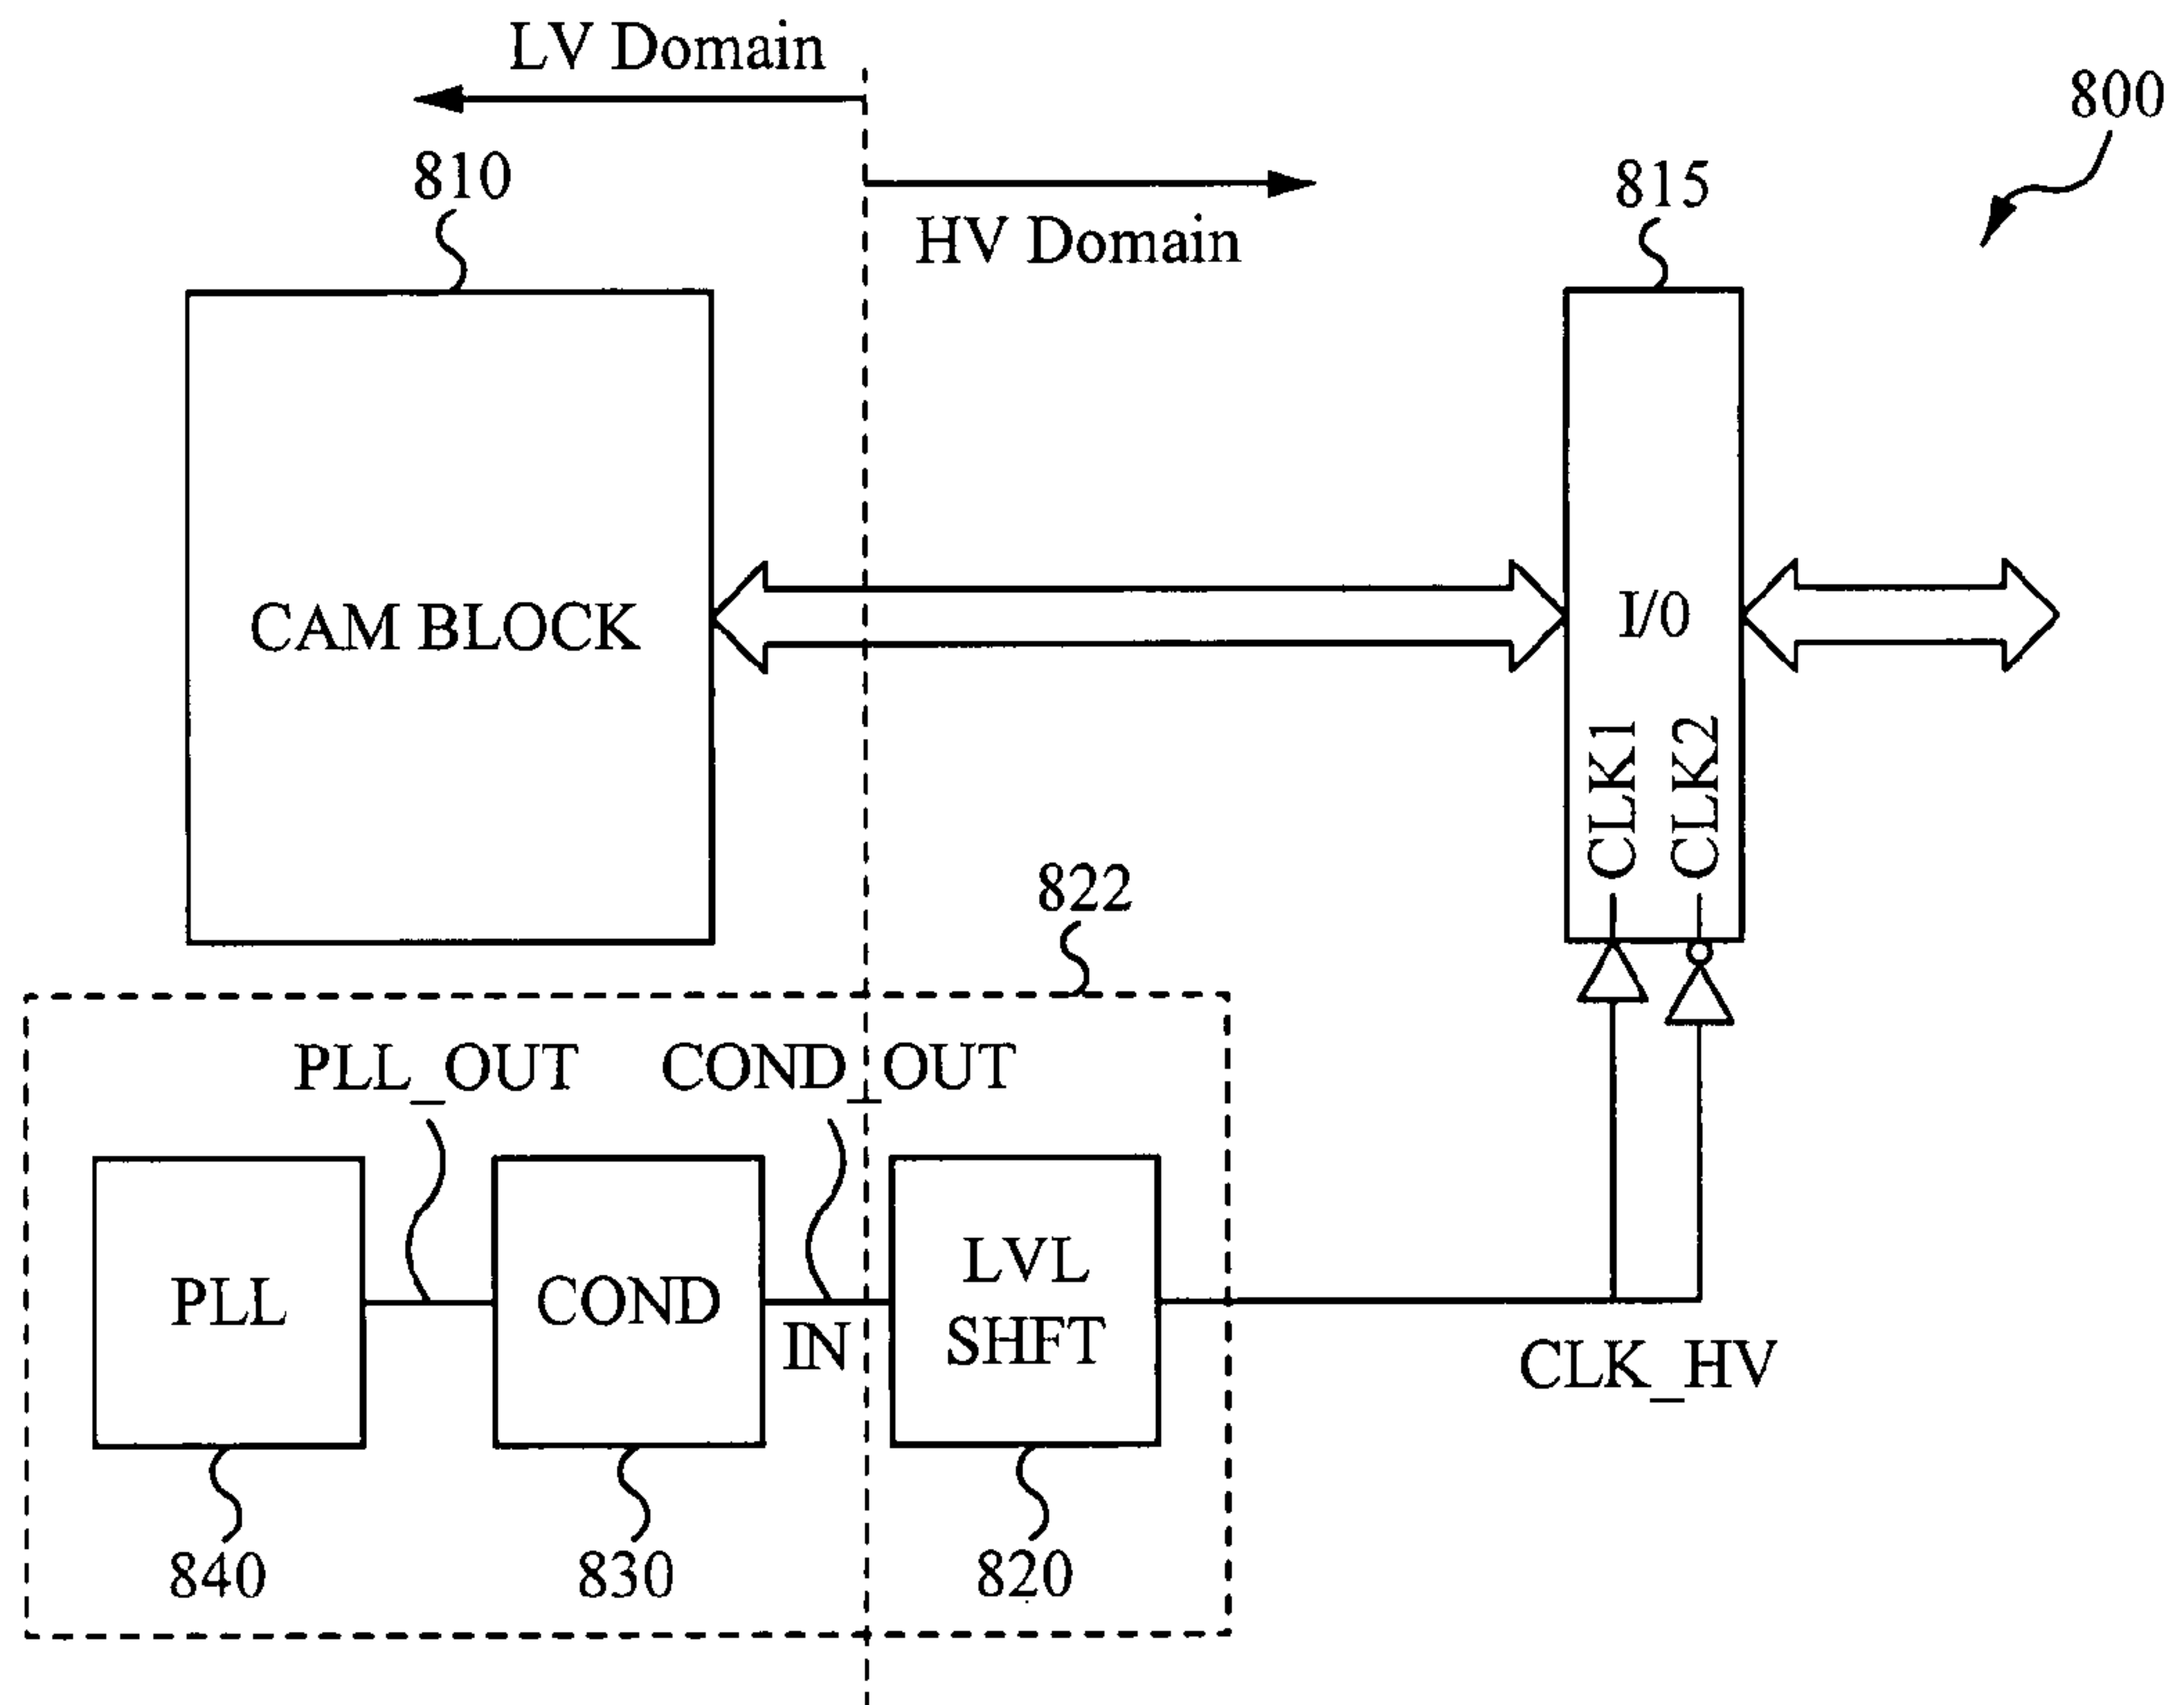 LV Domain
800
810
815
HV Domain
CAM BLOCK
I/0
CLK1
CLK2
822
PLL_OUT
COND_OUT
PLL
COND
IN
LVL
SHFT
CLK_HV
840
830
820